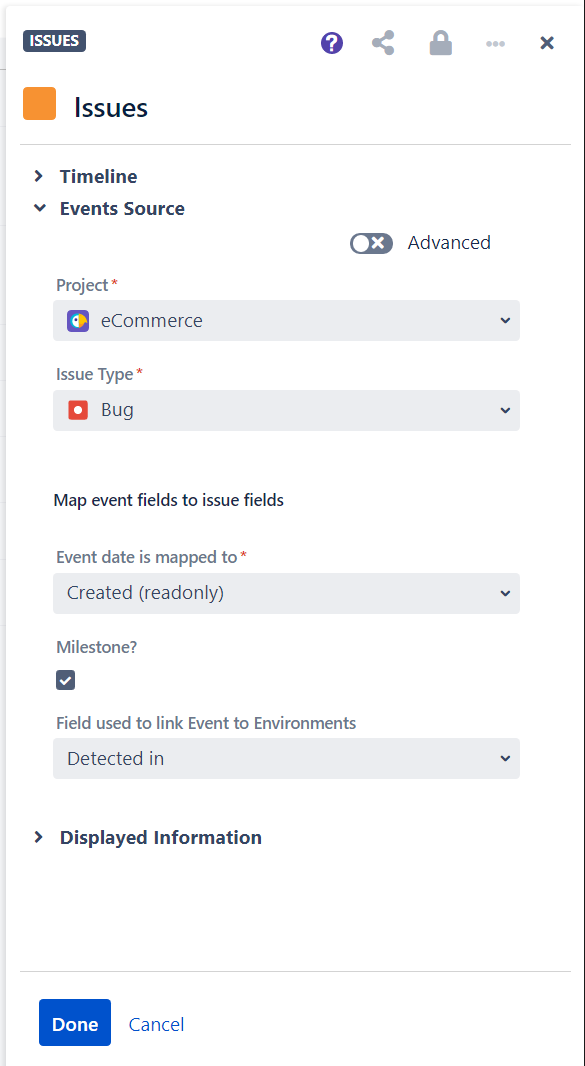 ISSUES
Issues
Timeline
Events Source
Advanced
Project*
eCommerce
Issue Type*
Bug
Map event fields to issue fields
Event date is mapped to*
Created (readonly)
Milestone?
Field used to link Event to Environments
Detected in
Displayed Information
Done Cancel